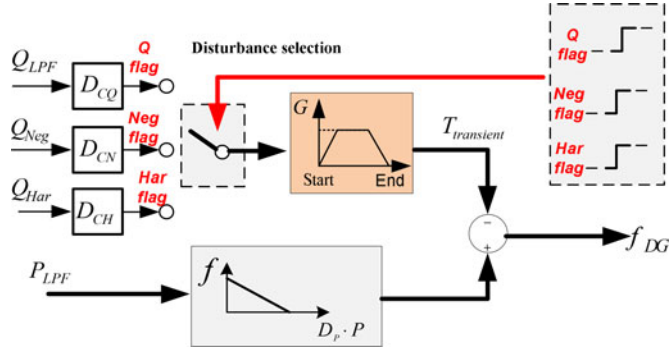 Disturbance selection
Q_LPF
D_CQ
Q
flag
Q_Neg
D_CN
Neg
flag
Q_Har
D_CH
Har
flag
G
Start
End
T_transient
Q
flag
Neg
flag
Har
flag
−
+
f_DG
P_LPF
f
D_P · P